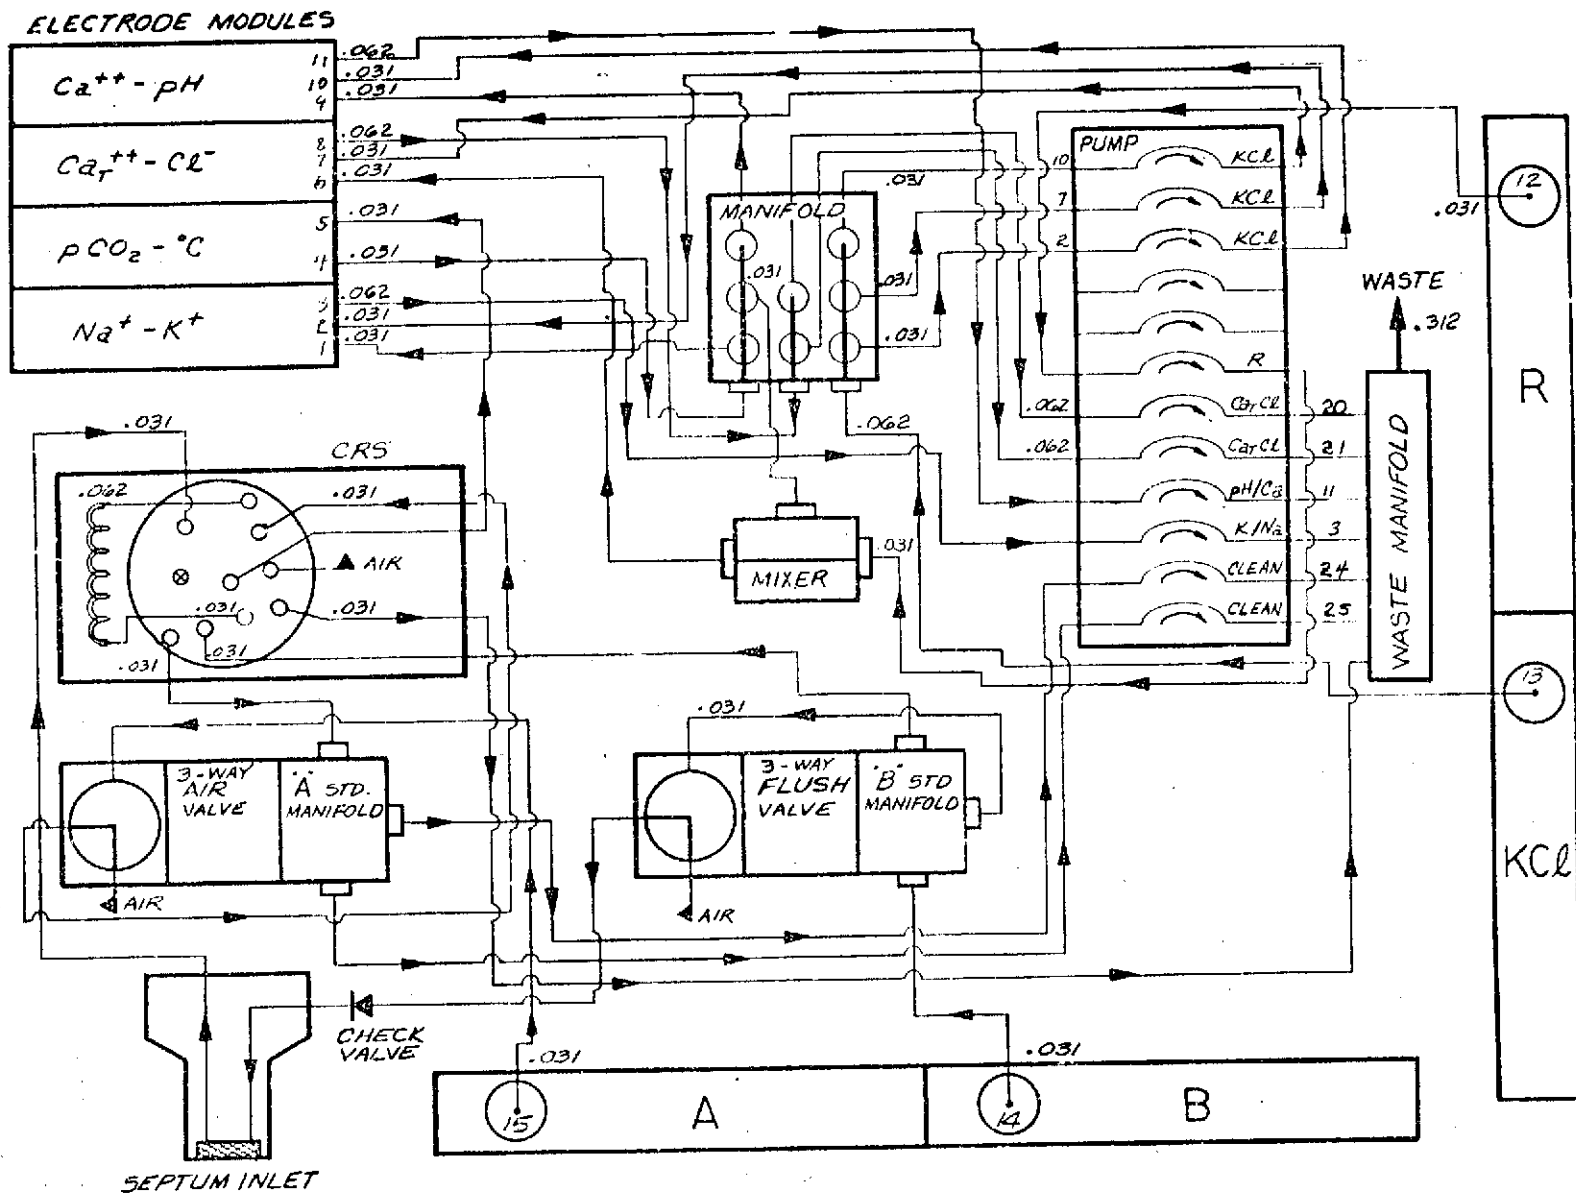 ELECTRODE MODULES
Ca++ - pH
11 .062
10 .031
9 .031
CaT++ - Cl-
8 .062
7 .031
6 .031
pCO2 - °C
5 .031
4 .031
Na+ - K+
3 .062
2 .031
1 .031
MANIFOLD
.031
.031
.031
.031
.062
PUMP
10 KCl
7 KCl
2 KCl
R
.062 CaT Cl 20
.062 CaT Cl 21
pH/Ca 11
K/Na 3
CLEAN 24
CLEAN 25
WASTE
.312
WASTE MANIFOLD
12
.031
R
13
KCl
.031
CRS
.062
.031
AIR
.031
.031
.031
.031
MIXER
.031
3-WAY AIR VALVE
"A" STD. MANIFOLD
AIR
.031
3-WAY FLUSH VALVE
"B" STD MANIFOLD
AIR
CHECK VALVE
SEPTUM INLET
.031
15
A
.031
14
B